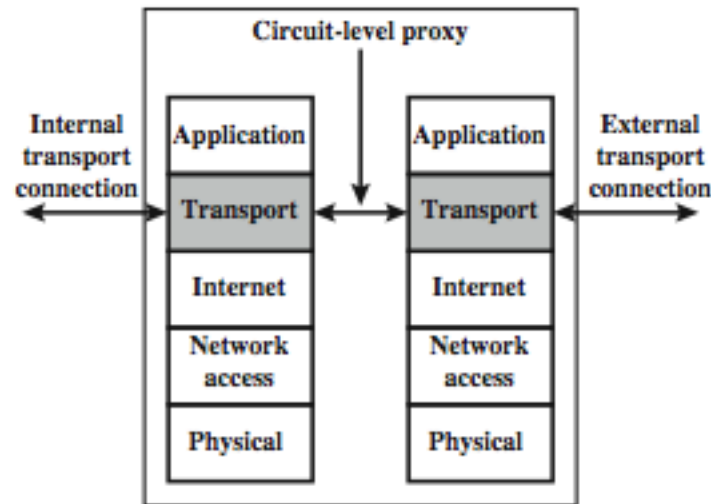 Circuit-level proxy
Internal
transport
connection
Application
Transport
Internet
Network
access
Physical
Application
Transport
Internet
Network
access
Physical
External
transport
connection